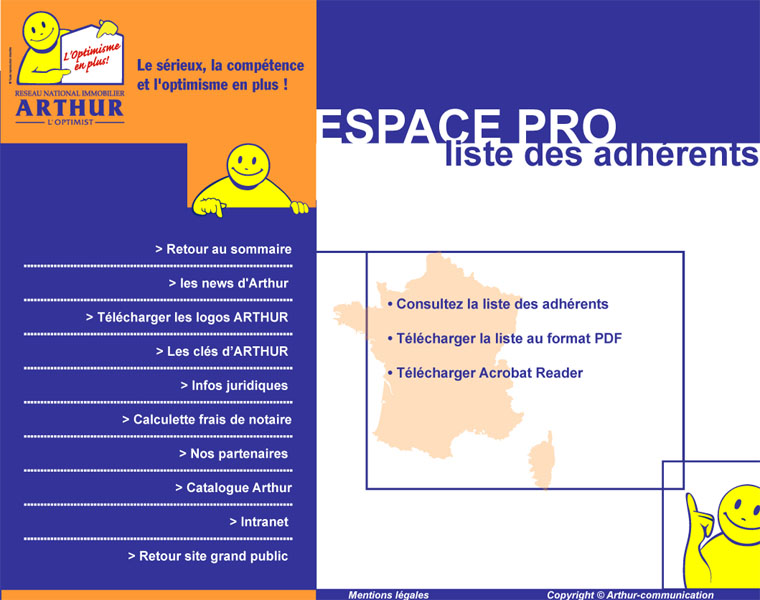 L'Optimisme
en plus!
RESEAU NATIONAL IMMOBILIER
ARTHUR
L'OPTIMIST
Le sérieux, la compétence
et l'optimisme en plus !
ESPACE PRO
liste des adhérents
> Retour au sommaire
> les news d'Arthur
> Télécharger les logos ARTHUR
> Les clés d'ARTHUR
> Infos juridiques
> Calculette frais de notaire
> Nos partenaires
> Catalogue Arthur
> Intranet
> Retour site grand public
• Consultez la liste des adhérents
• Télécharger la liste au format PDF
• Télécharger Acrobat Reader
Mentions légales
Copyright © Arthur-communication